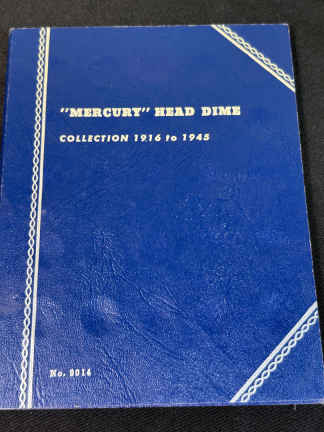 "MERCURY" HEAD DIME
COLLECTION 1916 to 1945
No. 9014